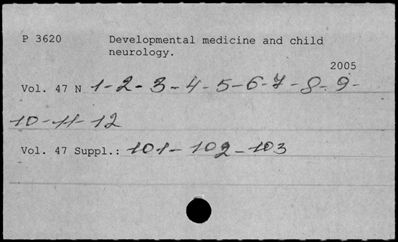 P 3620 Developmental medicine and child
neurology.
2005
Vol. 47 N 1-2-3-4-5-6-7-8-9-
10-11-12
Vol. 47 Suppl.: 101-102-103